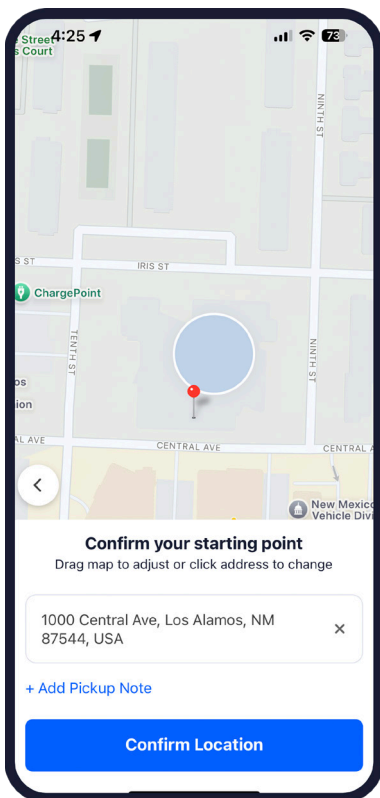 Street
4:25
73
s Court
NINTH ST
S ST
IRIS ST
ChargePoint
TENTH ST
NINTH ST
os
ion
AL AVE
CENTRAL AVE
CENTRAL A
New Mexico
Vehicle Divi
Confirm your starting point
Drag map to adjust or click address to change
1000 Central Ave, Los Alamos, NM
87544, USA
+ Add Pickup Note
Confirm Location